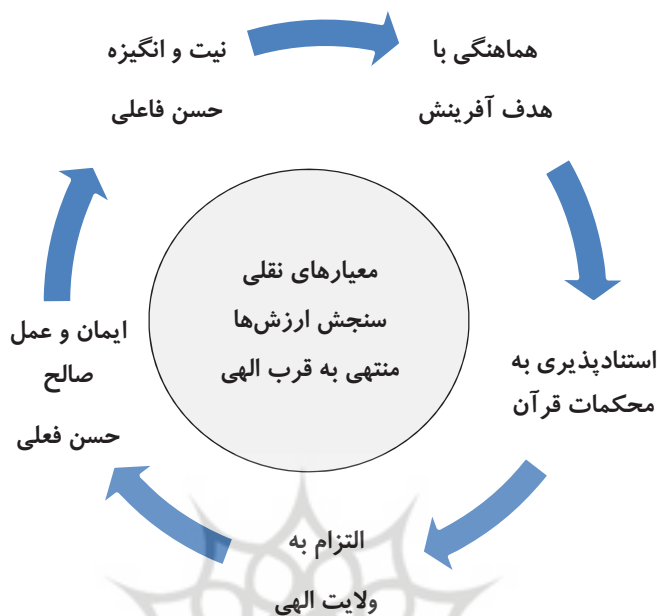 هماهنگی با
هدف آفرینش
استنادپذیری به
محکمات قرآن
التزام به
ولایت الهی
ایمان و عمل
صالح
حسن فعلی
نیت و انگیزه
حسن فاعلی
معیارهای نقلی
سنجش ارزش‌ها
منتهی به قرب الهی